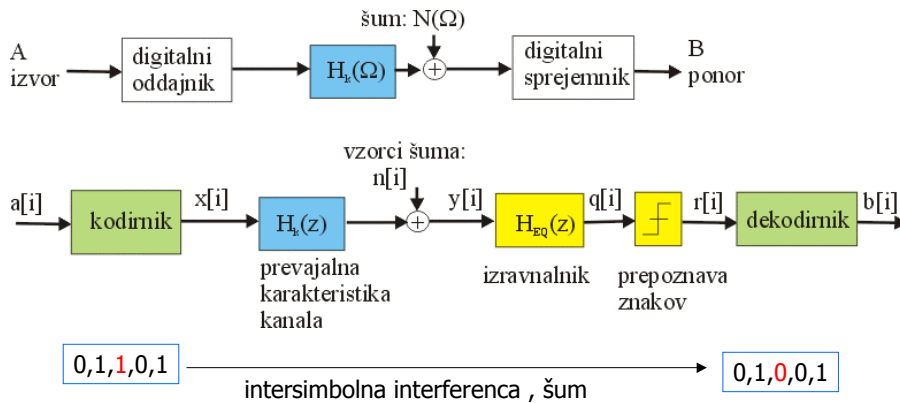 šum: N(Ω)
A
izvor
digitalni
oddajnik
Hₖ(Ω)
+
digitalni
sprejemnik
B
ponor
vzorci šuma:
n[i]
a[i]
kodirnik
x[i]
Hₖ(z)
+
y[i]
H_EQ(z)
q[i]
r[i]
dekodirnik
b[i]
prevajalna
karakteristika
kanala
izravnalnik
prepoznava
znakov
0,1,1,0,1
intersimbolna interferenca , šum
0,1,0,0,1